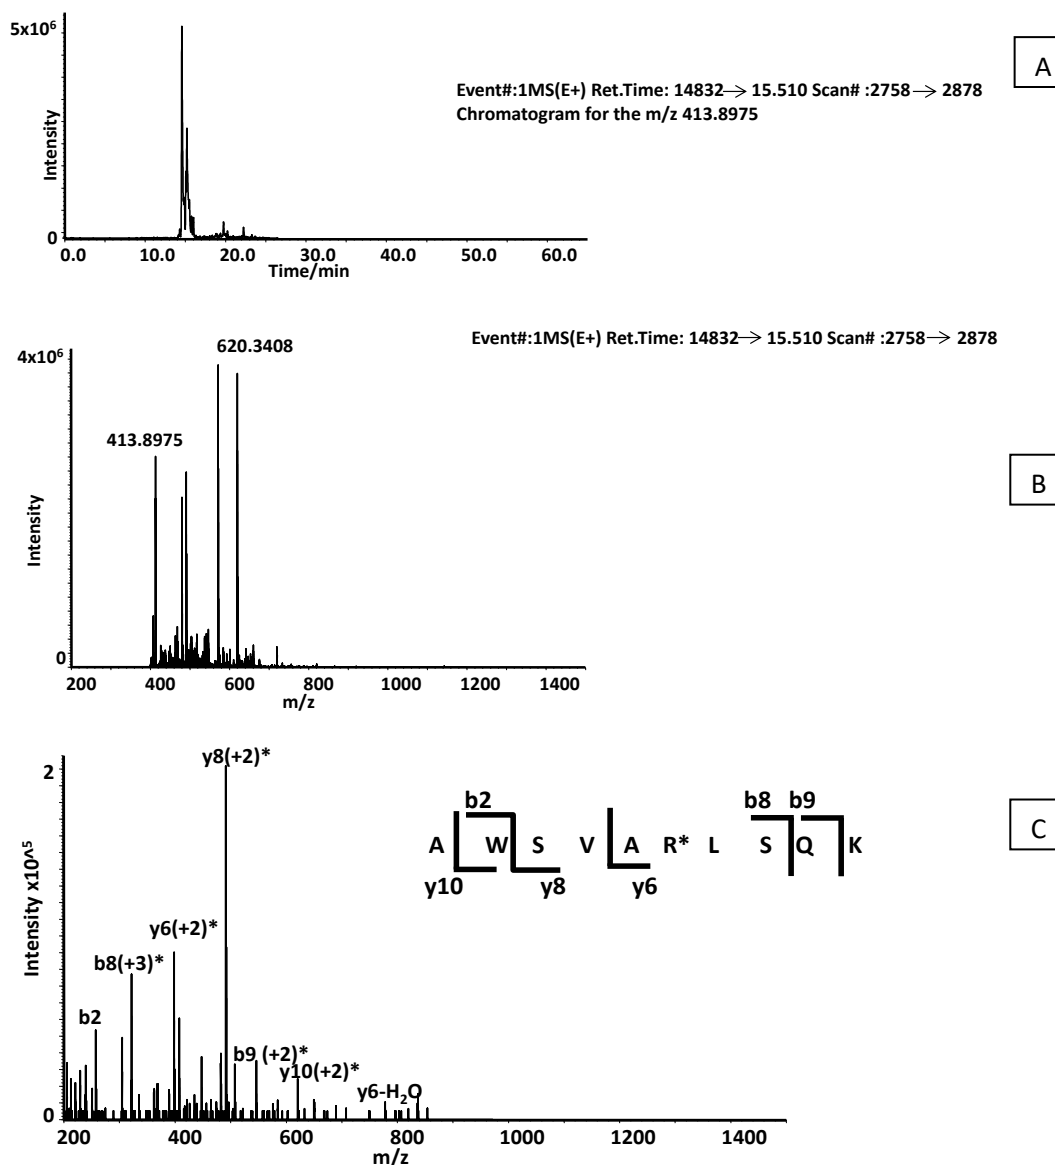 5x10⁶
Intensity
0
0.0 10.0 20.0 30.0 40.0 50.0 60.0
Time/min
Event#:1MS(E+) Ret.Time: 14832→ 15.510 Scan# :2758→ 2878
Chromatogram for the m/z 413.8975
A
4x10⁶
Intensity
0
413.8975
620.3408
400 600 800 1000 1200 1400
m/z
Event#:1MS(E+) Ret.Time: 14832→ 15.510 Scan# :2758→ 2878
B
2
Intensity x10^5
0
y8(+2)*
y6(+2)*
b8(+3)*
b2
b9 (+2)*
y10(+2)*
y6-H₂O
200 400 600 800 1000 1200 1400
m/z
b2 b8 b9
A W S V A R* L S Q K
y10 y8 y6
C